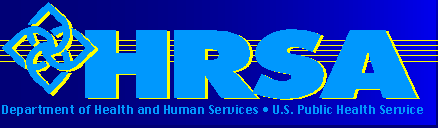 HRSA
Department of Health and Human Services • U.S. Public Health Service